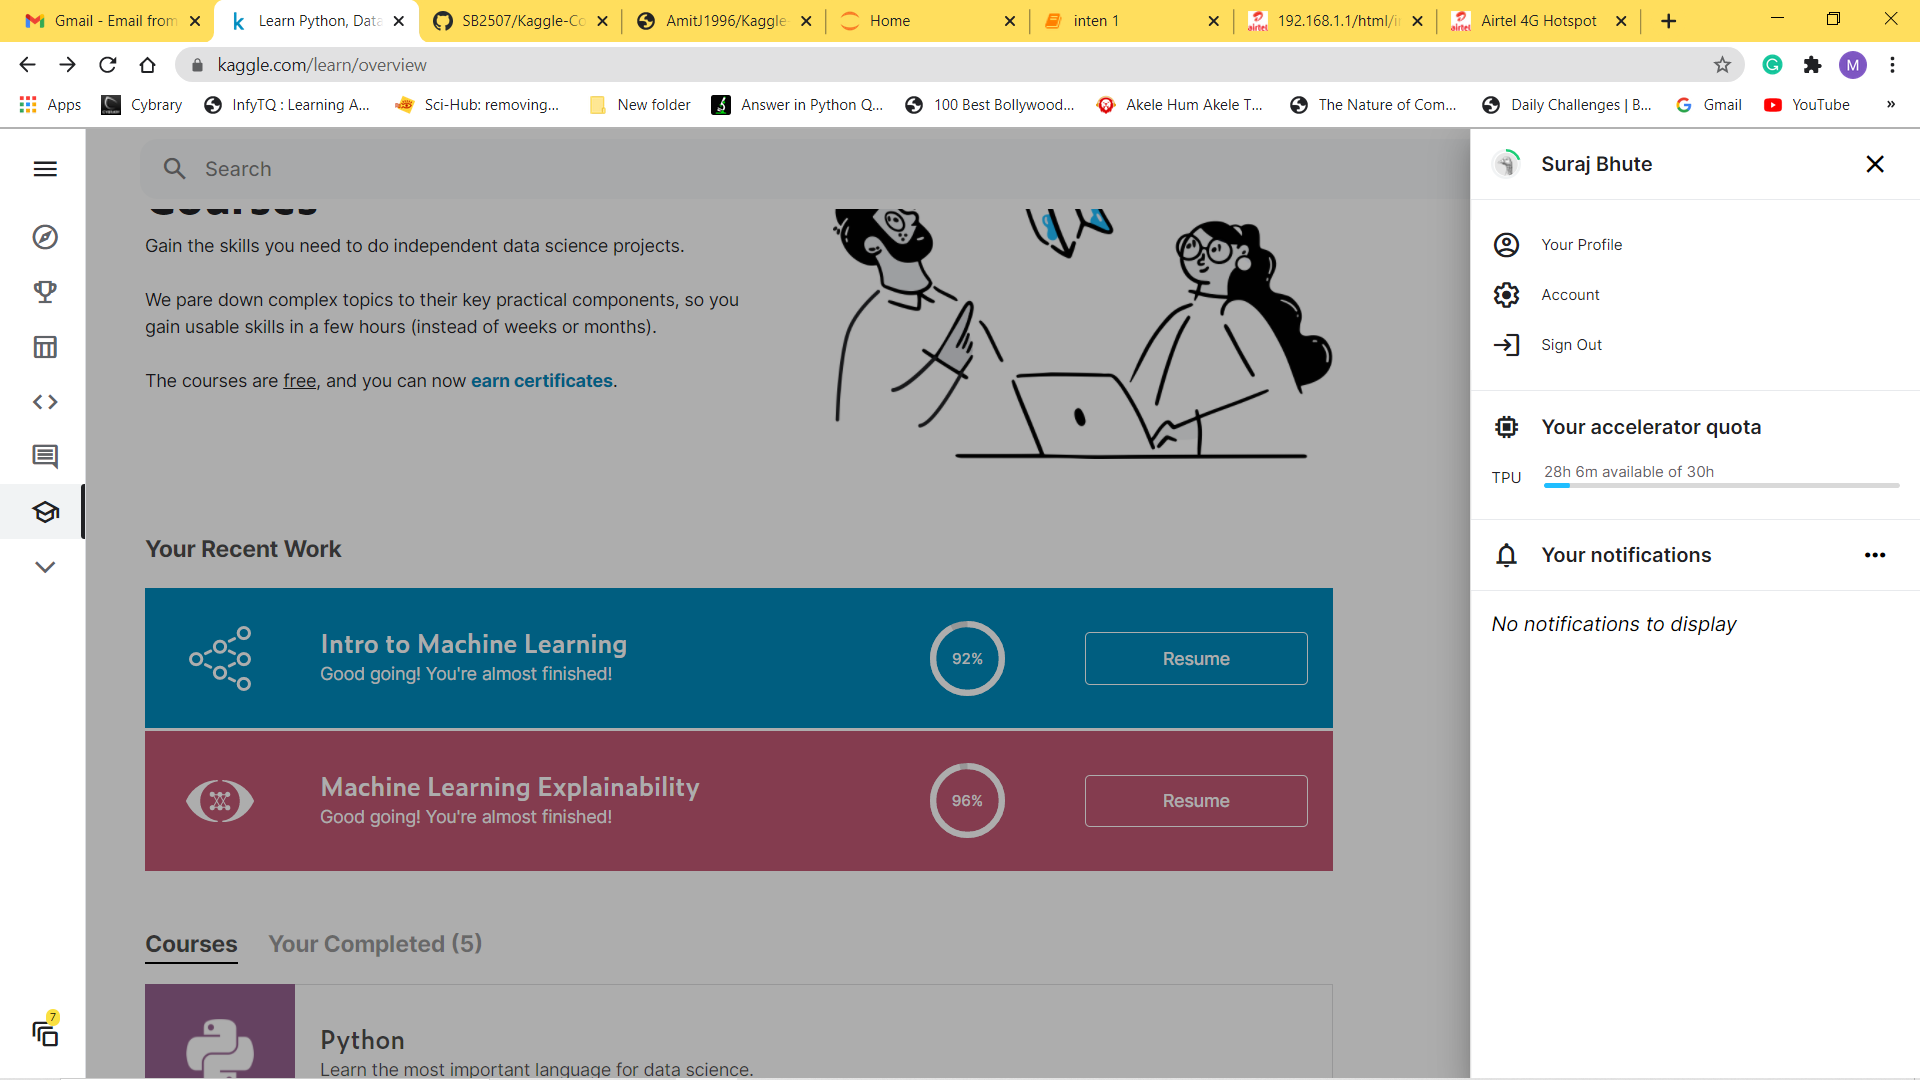 Gmail - Email from
Learn Python, Data
SB2507/Kaggle-Co
AmitJ1996/Kaggle-
Home
inten 1
192.168.1.1/html/i
Airtel 4G Hotspot
kaggle.com/learn/overview
M
Apps
Cybrary
InfyTQ : Learning A...
Sci-Hub: removing...
New folder
Answer in Python Q...
100 Best Bollywood...
Akele Hum Akele T...
The Nature of Com...
Daily Challenges | B...
Gmail
YouTube
»
Search
Courses
Gain the skills you need to do independent data science projects.
We pare down complex topics to their key practical components, so you
gain usable skills in a few hours (instead of weeks or months).
The courses are free, and you can now earn certificates.
Your Recent Work
Intro to Machine Learning
Good going! You're almost finished!
92%
Resume
Machine Learning Explainability
Good going! You're almost finished!
96%
Resume
Courses
Your Completed (5)
Python
Learn the most important language for data science.
7
Suraj Bhute
Your Profile
Account
Sign Out
Your accelerator quota
TPU
28h 6m available of 30h
Your notifications
No notifications to display